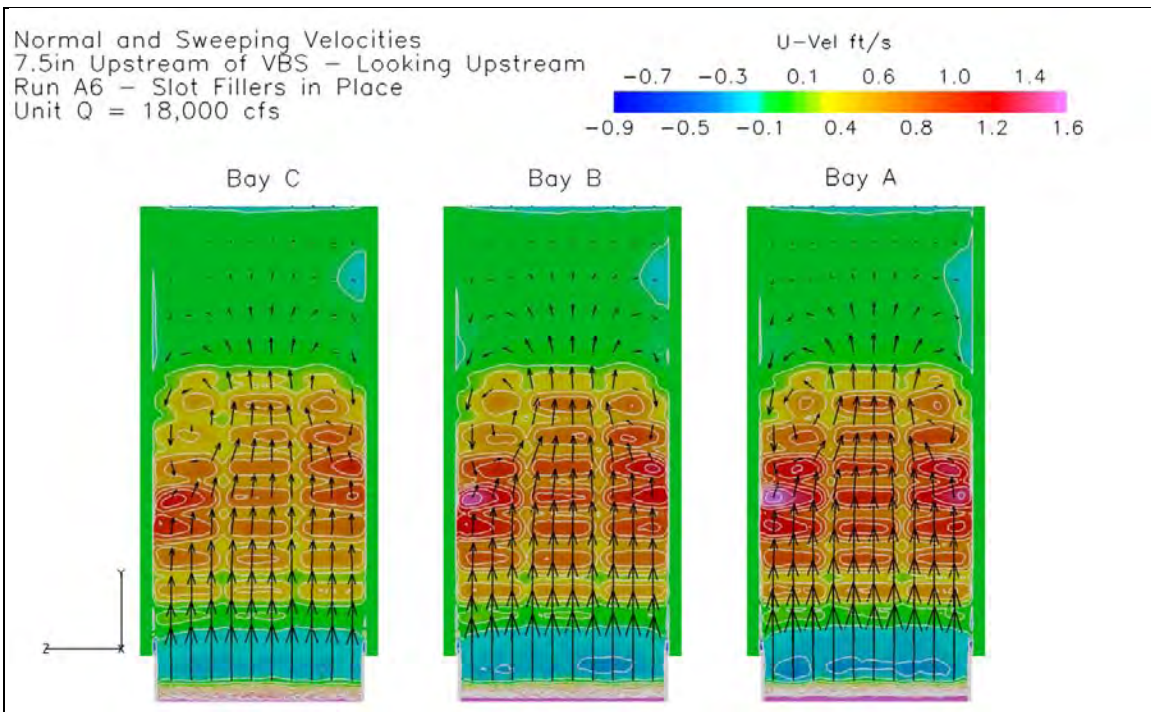 Normal and Sweeping Velocities
7.5in Upstream of VBS – Looking Upstream
Run A6 – Slot Fillers in Place
Unit Q = 18,000 cfs
U-Vel ft/s
-0.7 -0.3 0.1 0.6 1.0 1.4
-0.9 -0.5 -0.1 0.4 0.8 1.2 1.6
Bay C Bay B Bay A
Y
Z X